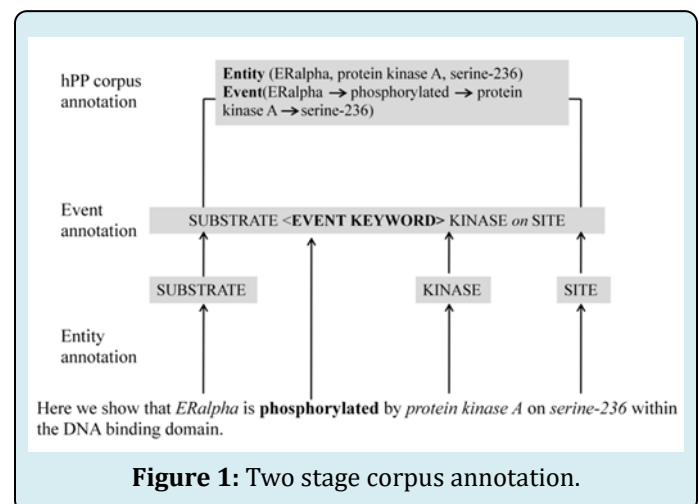 hPP corpus
annotation
Entity (ERalpha, protein kinase A, serine-236)
Event(ERalpha → phosphorylated → protein
kinase A → serine-236)
Event
annotation
SUBSTRATE <EVENT KEYWORD> KINASE on SITE
SUBSTRATE KINASE SITE
Entity
annotation
Here we show that ERalpha is phosphorylated by protein kinase A on serine-236 within
the DNA binding domain.
Figure 1: Two stage corpus annotation.